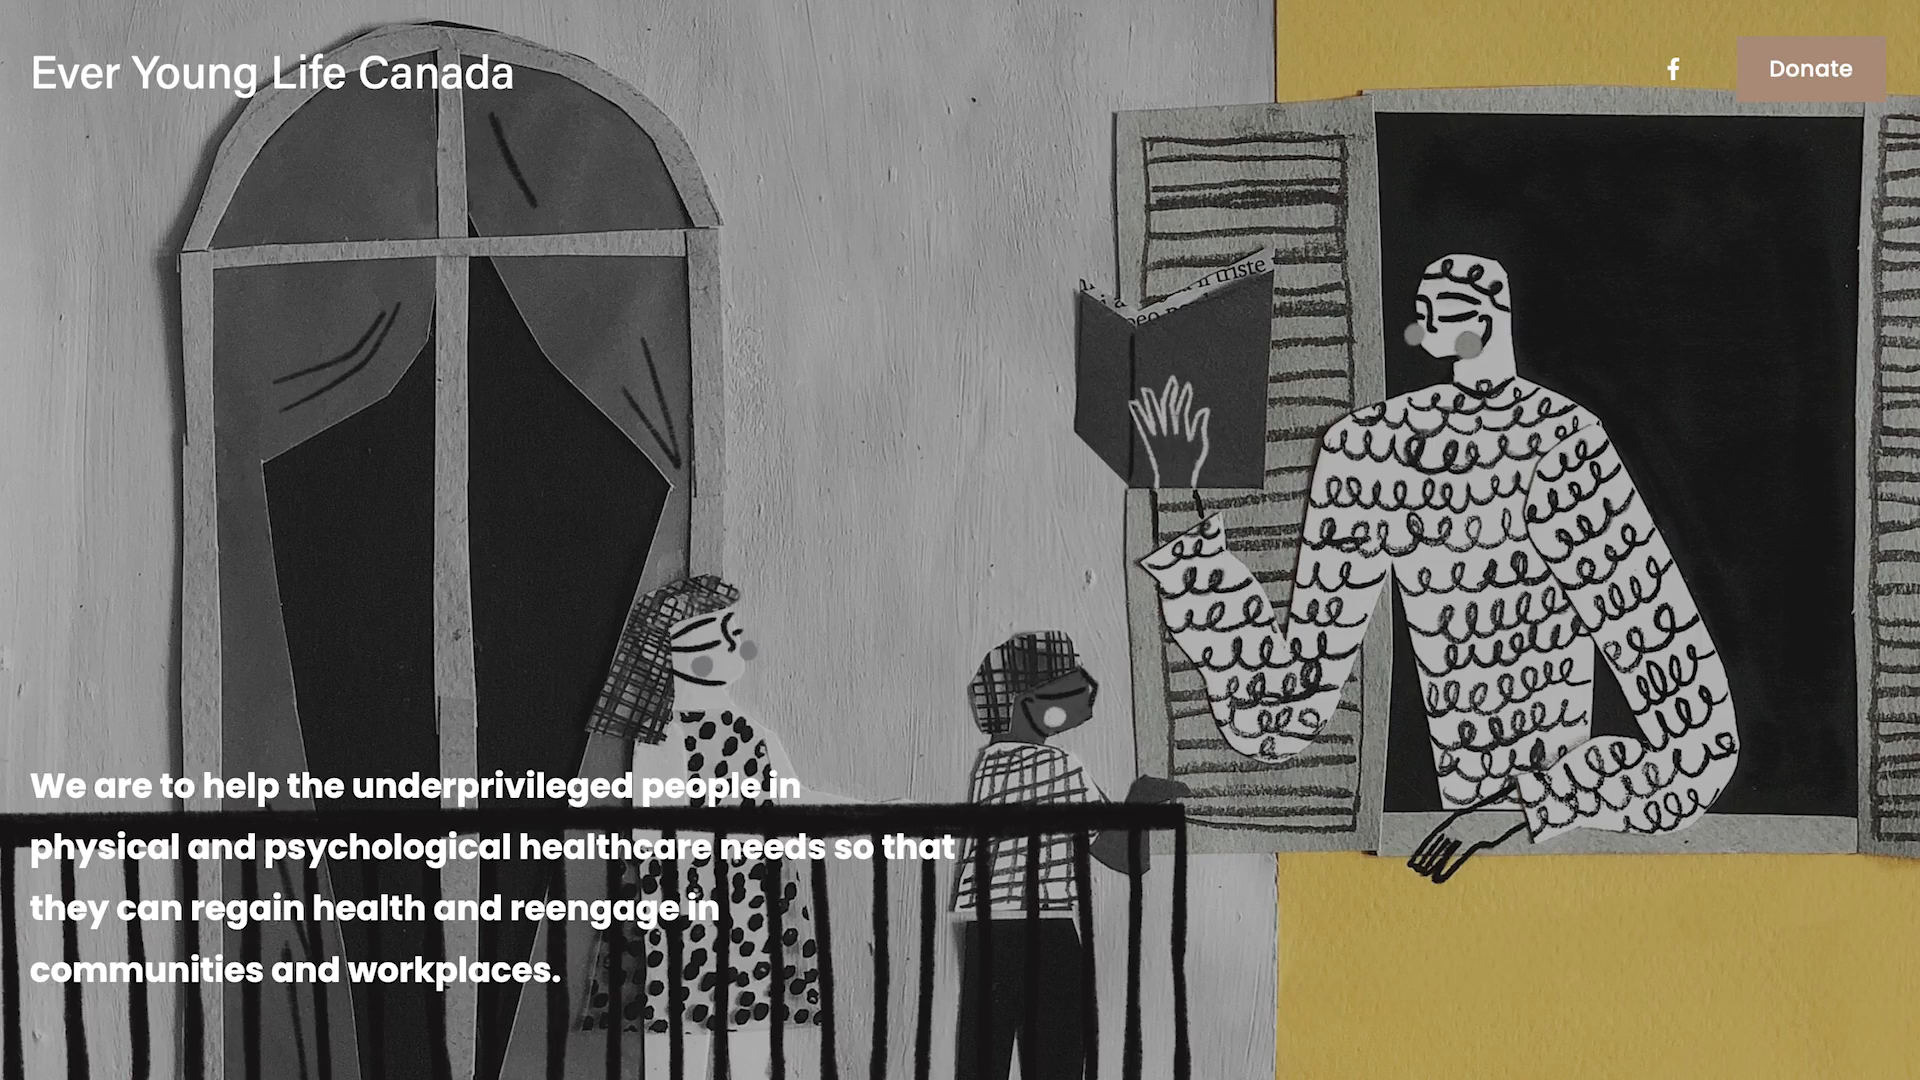 Ever Young Life Canada
Donate
triste
We are to help the underprivileged people in
physical and psychological healthcare needs so that
they can regain health and reengage in
communities and workplaces.